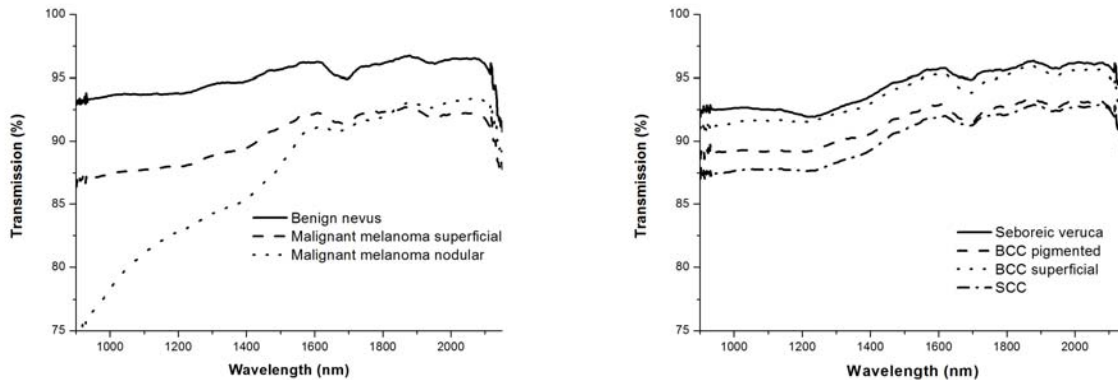 100
95
90
85
80
75
Transmission (%)
Benign nevus
Malignant melanoma superficial
Malignant melanoma nodular
1000 1200 1400 1600 1800 2000
Wavelength (nm)
100
95
90
85
80
75
Transmission (%)
Seboreic veruca
BCC pigmented
BCC superficial
SCC
1000 1200 1400 1600 1800 2000
Wavelength (nm)